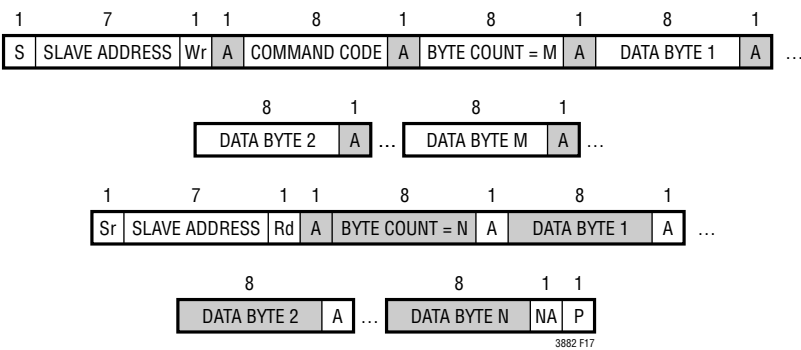 1 7 1 1 8 1 8 1 8 1
S SLAVE ADDRESS Wr A COMMAND CODE A BYTE COUNT = M A DATA BYTE 1 A …
8 1 8 1
DATA BYTE 2 A … DATA BYTE M A …
1 7 1 1 8 1 8 1
Sr SLAVE ADDRESS Rd A BYTE COUNT = N A DATA BYTE 1 A …
8 8 1 1
DATA BYTE 2 A … DATA BYTE N NA P
3882 F17